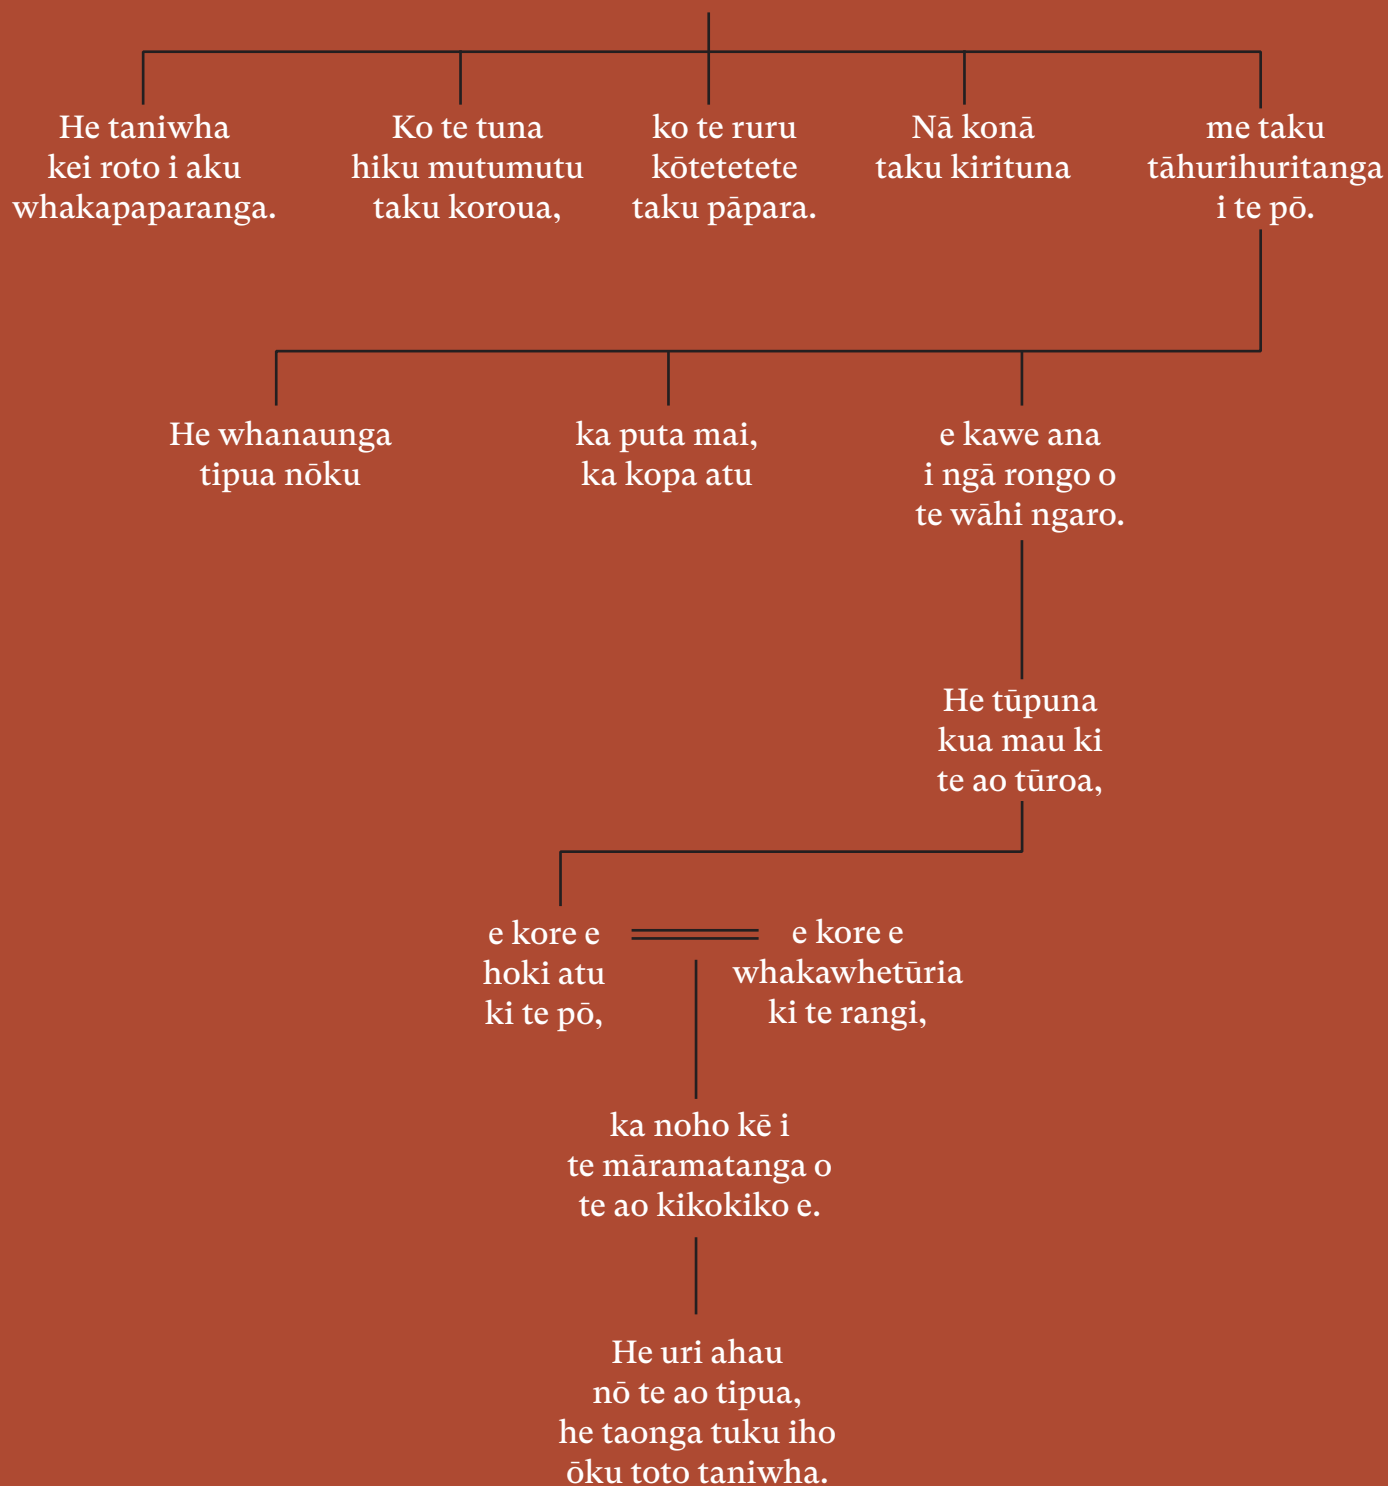 He taniwha
kei roto i aku
whakapaparanga.
Ko te tuna
hiku mutumutu
taku koroua,
ko te ruru
kōtetetete
taku pāpara.
Nā konā
taku kirituna
me taku
tāhurihuritanga
i te pō.
He whanaunga
tipua nōku
ka puta mai,
ka kopa atu
e kawe ana
i ngā rongo o
te wāhi ngaro.
He tūpuna
kua mau ki
te ao tūroa,
e kore e
hoki atu
ki te pō,
e kore e
whakawhetūria
ki te rangi,
ka noho kē i
te māramatanga o
te ao kikokiko e.
He uri ahau
nō te ao tipua,
he taonga tuku iho
ōku toto taniwha.